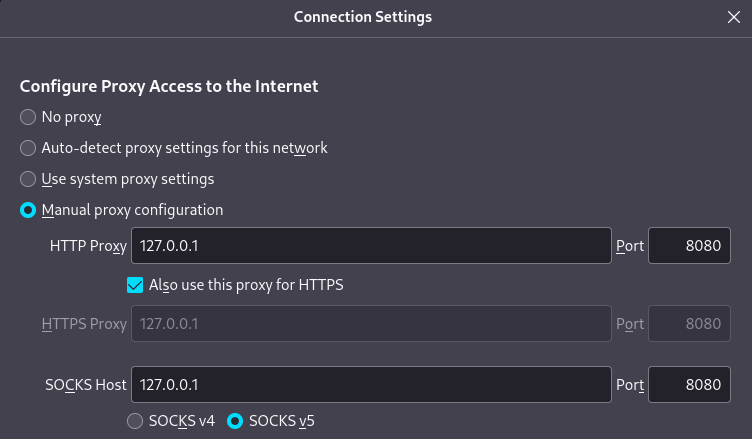 Connection Settings
Configure Proxy Access to the Internet
No proxy
Auto-detect proxy settings for this network
Use system proxy settings
Manual proxy configuration
HTTP Proxy 127.0.0.1 Port 8080
Also use this proxy for HTTPS
HTTPS Proxy 127.0.0.1 Port 8080
SOCKS Host 127.0.0.1 Port 8080
SOCKS v4 SOCKS v5